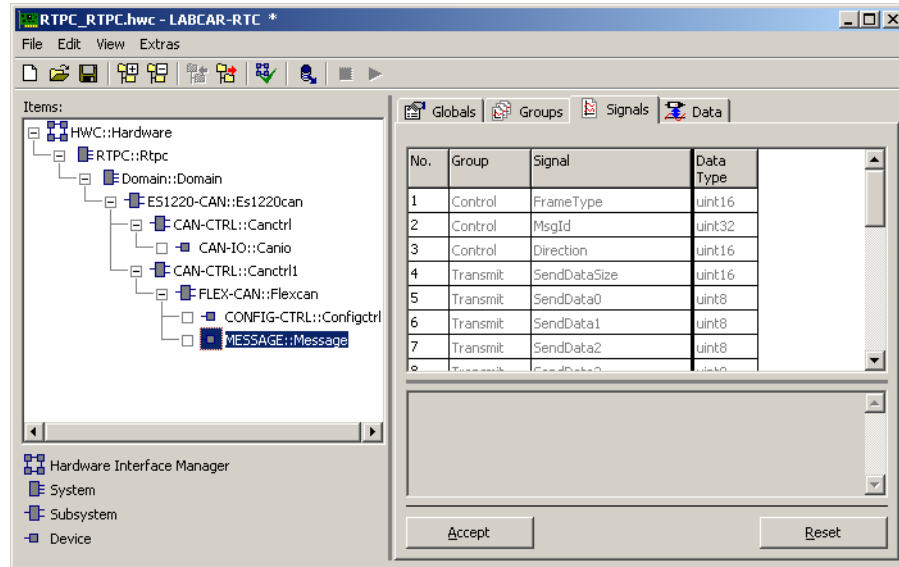 RTPC_RTPC.hwc - LABCAR-RTC *
File Edit View Extras
Items:
HWC::Hardware
RTPC::Rtpc
Domain::Domain
ES1220-CAN::Es1220can
CAN-CTRL::Canctrl
CAN-IO::Canio
CAN-CTRL::Canctrl1
FLEX-CAN::Flexcan
CONFIG-CTRL::Configctrl
MESSAGE::Message
Hardware Interface Manager
System
Subsystem
Device
Globals Groups Signals Data
No. Group Signal Data Type
1 Control FrameType uint16
2 Control MsgId uint32
3 Control Direction uint16
4 Transmit SendDataSize uint16
5 Transmit SendData0 uint8
6 Transmit SendData1 uint8
7 Transmit SendData2 uint8
Accept Reset